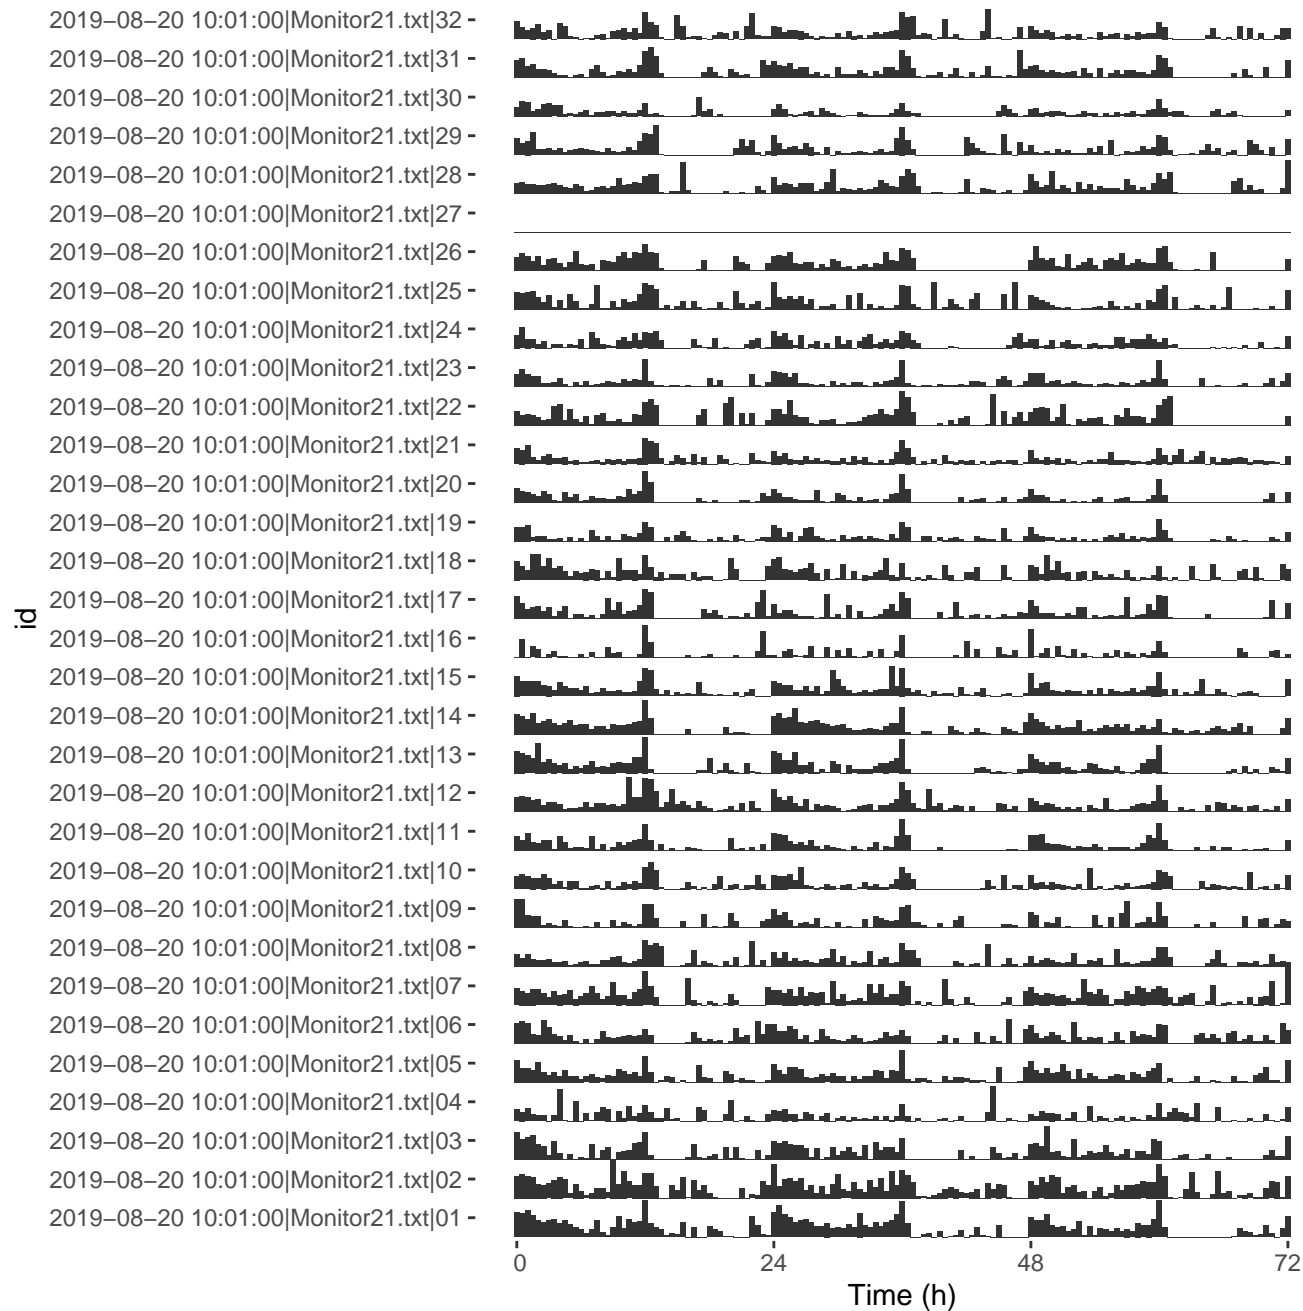 2019−08−20 10:01:00|Monitor21.txt|32
2019−08−20 10:01:00|Monitor21.txt|31
2019−08−20 10:01:00|Monitor21.txt|30
2019−08−20 10:01:00|Monitor21.txt|29
2019−08−20 10:01:00|Monitor21.txt|28
2019−08−20 10:01:00|Monitor21.txt|27
2019−08−20 10:01:00|Monitor21.txt|26
2019−08−20 10:01:00|Monitor21.txt|25
2019−08−20 10:01:00|Monitor21.txt|24
2019−08−20 10:01:00|Monitor21.txt|23
2019−08−20 10:01:00|Monitor21.txt|22
2019−08−20 10:01:00|Monitor21.txt|21
2019−08−20 10:01:00|Monitor21.txt|20
2019−08−20 10:01:00|Monitor21.txt|19
2019−08−20 10:01:00|Monitor21.txt|18
2019−08−20 10:01:00|Monitor21.txt|17
2019−08−20 10:01:00|Monitor21.txt|16
2019−08−20 10:01:00|Monitor21.txt|15
2019−08−20 10:01:00|Monitor21.txt|14
2019−08−20 10:01:00|Monitor21.txt|13
2019−08−20 10:01:00|Monitor21.txt|12
2019−08−20 10:01:00|Monitor21.txt|11
2019−08−20 10:01:00|Monitor21.txt|10
2019−08−20 10:01:00|Monitor21.txt|09
2019−08−20 10:01:00|Monitor21.txt|08
2019−08−20 10:01:00|Monitor21.txt|07
2019−08−20 10:01:00|Monitor21.txt|06
2019−08−20 10:01:00|Monitor21.txt|05
2019−08−20 10:01:00|Monitor21.txt|04
2019−08−20 10:01:00|Monitor21.txt|03
2019−08−20 10:01:00|Monitor21.txt|02
2019−08−20 10:01:00|Monitor21.txt|01
id
0 24 48 72
Time (h)